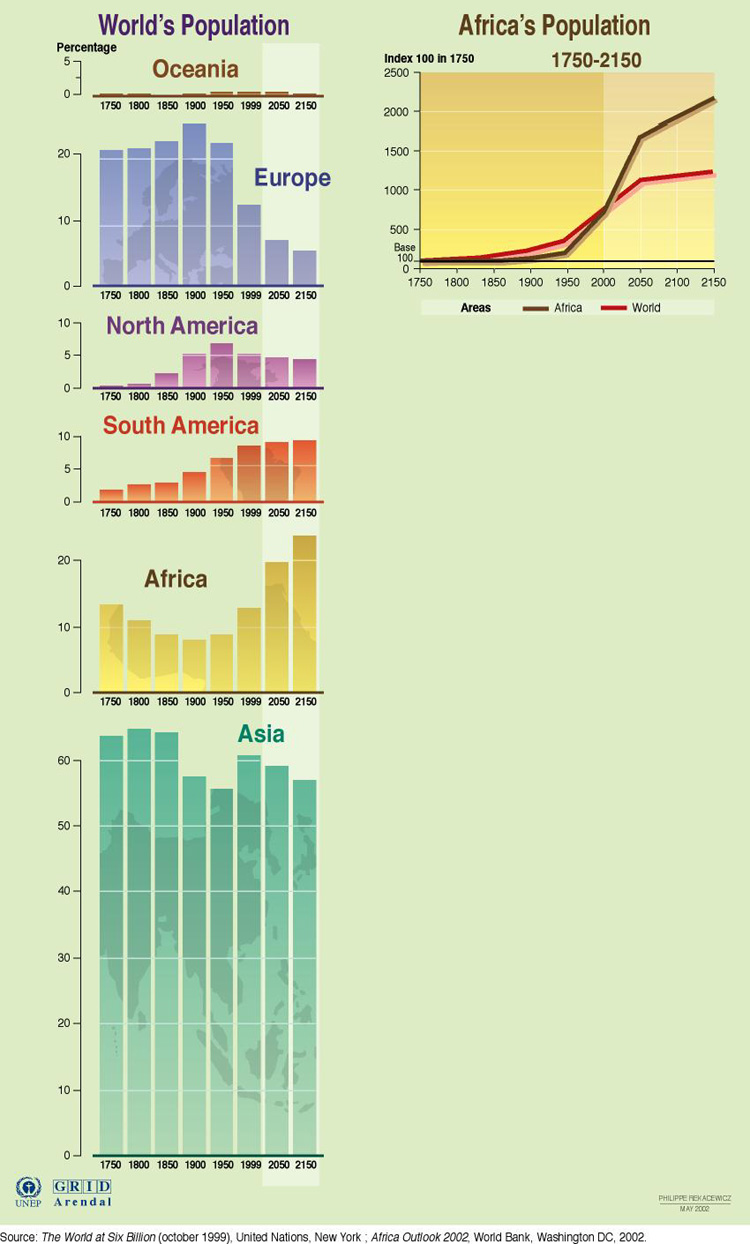 World's Population
Percentage
Oceania
5
0
1750 1800 1850 1900 1950 1999 2050 2150
Europe
20
10
0
1750 1800 1850 1900 1950 1999 2050 2150
North America
10
5
0
1750 1800 1850 1900 1950 1999 2050 2150
South America
10
5
0
1750 1800 1850 1900 1950 1999 2050 2150
Africa
20
10
0
1750 1800 1850 1900 1950 1999 2050 2150
Asia
60
50
40
30
20
10
0
1750 1800 1850 1900 1950 1999 2050 2150
Africa's Population
1750-2150
Index 100 in 1750
2500
2000
1500
1000
500
Base
100
0
1750 1800 1850 1900 1950 2000 2050 2100 2150
Areas Africa World
UNEP
GRID
Arendal
PHILIPPE REKACEWICZ
MAY 2002
Source: The World at Six Billion (october 1999), United Nations, New York ; Africa Outlook 2002, World Bank, Washington DC, 2002.